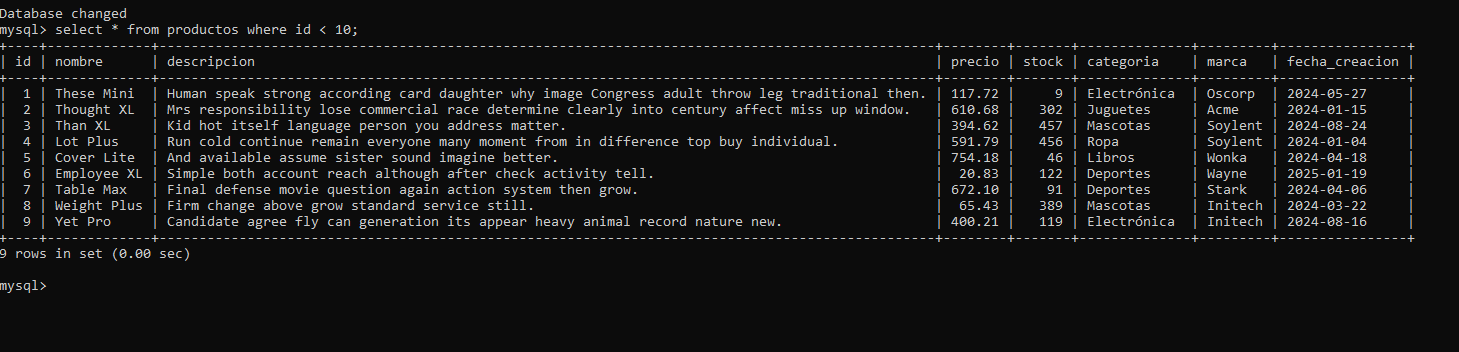 Database changed
mysql> select * from productos where id < 10;
+----+-------------+------------------------------------------------------------------------------------------------+--------+-------+--------------+---------+----------------+
| id | nombre      | descripcion                                                                                    | precio | stock | categoria    | marca   | fecha_creacion |
+----+-------------+------------------------------------------------------------------------------------------------+--------+-------+--------------+---------+----------------+
|  1 | These Mini  | Human speak strong according card daughter why image Congress adult throw leg traditional then. | 117.72 |     9 | Electrónica  | Oscorp  | 2024-05-27     |
|  2 | Thought XL  | Mrs responsibility lose commercial race determine clearly into century affect miss up window.  | 610.68 |   302 | Juguetes     | Acme    | 2024-01-15     |
|  3 | Than XL     | Kid hot itself language person you address matter.                                             | 394.62 |   457 | Mascotas     | Soylent | 2024-08-24     |
|  4 | Lot Plus    | Run cold continue remain everyone many moment from in difference top buy individual.           | 591.79 |   456 | Ropa         | Soylent | 2024-01-04     |
|  5 | Cover Lite  | And available assume sister sound imagine better.                                              | 754.18 |    46 | Libros       | Wonka   | 2024-04-18     |
|  6 | Employee XL | Simple both account reach although after check activity tell.                                  |  20.83 |   122 | Deportes     | Wayne   | 2025-01-19     |
|  7 | Table Max   | Final defense movie question again action system then grow.                                    | 672.10 |    91 | Deportes     | Stark   | 2024-04-06     |
|  8 | Weight Plus | Firm change above grow standard service still.                                                 |  65.43 |   389 | Mascotas     | Initech | 2024-03-22     |
|  9 | Yet Pro     | Candidate agree fly can generation its appear heavy animal record nature new.                  | 400.21 |   119 | Electrónica  | Initech | 2024-08-16     |
+----+-------------+------------------------------------------------------------------------------------------------+--------+-------+--------------+---------+----------------+
9 rows in set (0.00 sec)
mysql>